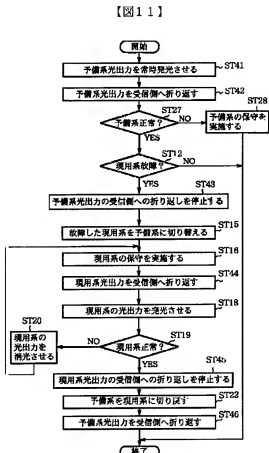 【図11】
開始
予備系光出力を常時発光させる
ST41
予備系光出力を受信側へ折り返す
ST42
ST27
予備系正常?
NO
YES
ST28
予備系の保守を
実施する
ST12
現用系故障?
NO
YES
ST43
予備系光出力の受信側への折り返しを停止する
ST15
故障した現用系を予備系に切り替える
ST16
現用系の保守を実施する
ST44
現用系光出力を受信側へ折り返す
ST18
現用系の光出力を発光させる
ST20
現用系の
光出力を
消光させる
ST19
現用系正常?
NO
YES
ST45
現用系光出力の受信側への折り返しを停止する
ST22
予備系を現用系に切り戻す
ST46
予備系光出力を受信側へ折り返す
終了